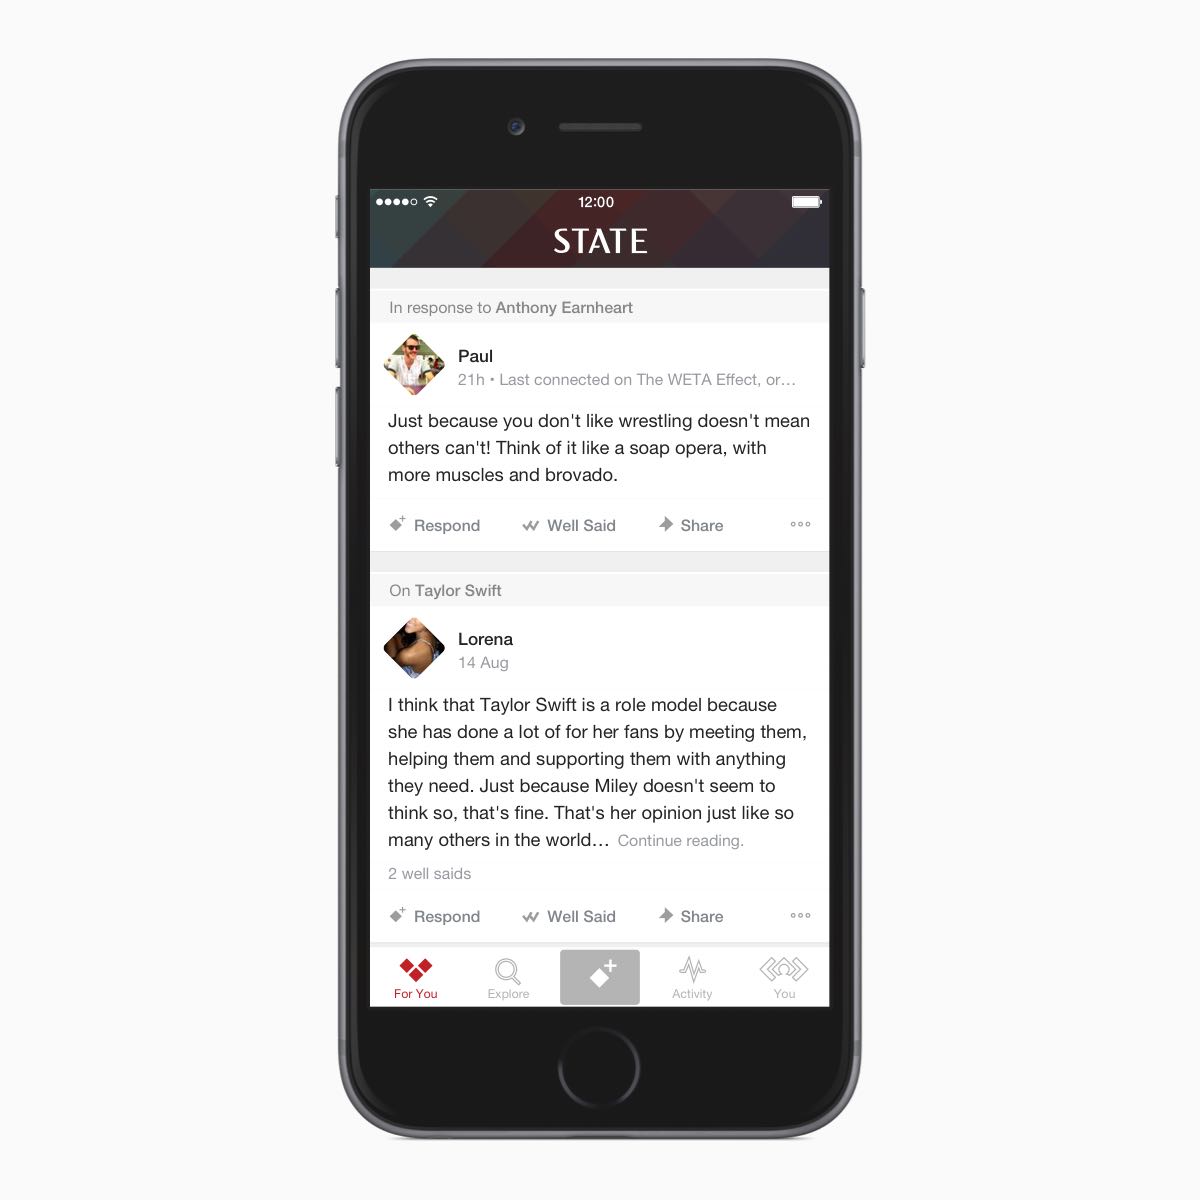 12:00
STATE
In response to Anthony Earnheart
Paul
21h • Last connected on The WETA Effect, or…
Just because you don't like wrestling doesn't mean
others can't! Think of it like a soap opera, with
more muscles and brovado.
Respond Well Said Share
On Taylor Swift
Lorena
14 Aug
I think that Taylor Swift is a role model because
she has done a lot of for her fans by meeting them,
helping them and supporting them with anything
they need. Just because Miley doesn't seem to
think so, that's fine. That's her opinion just like so
many others in the world… Continue reading.
2 well saids
Respond Well Said Share
For You Explore Activity You